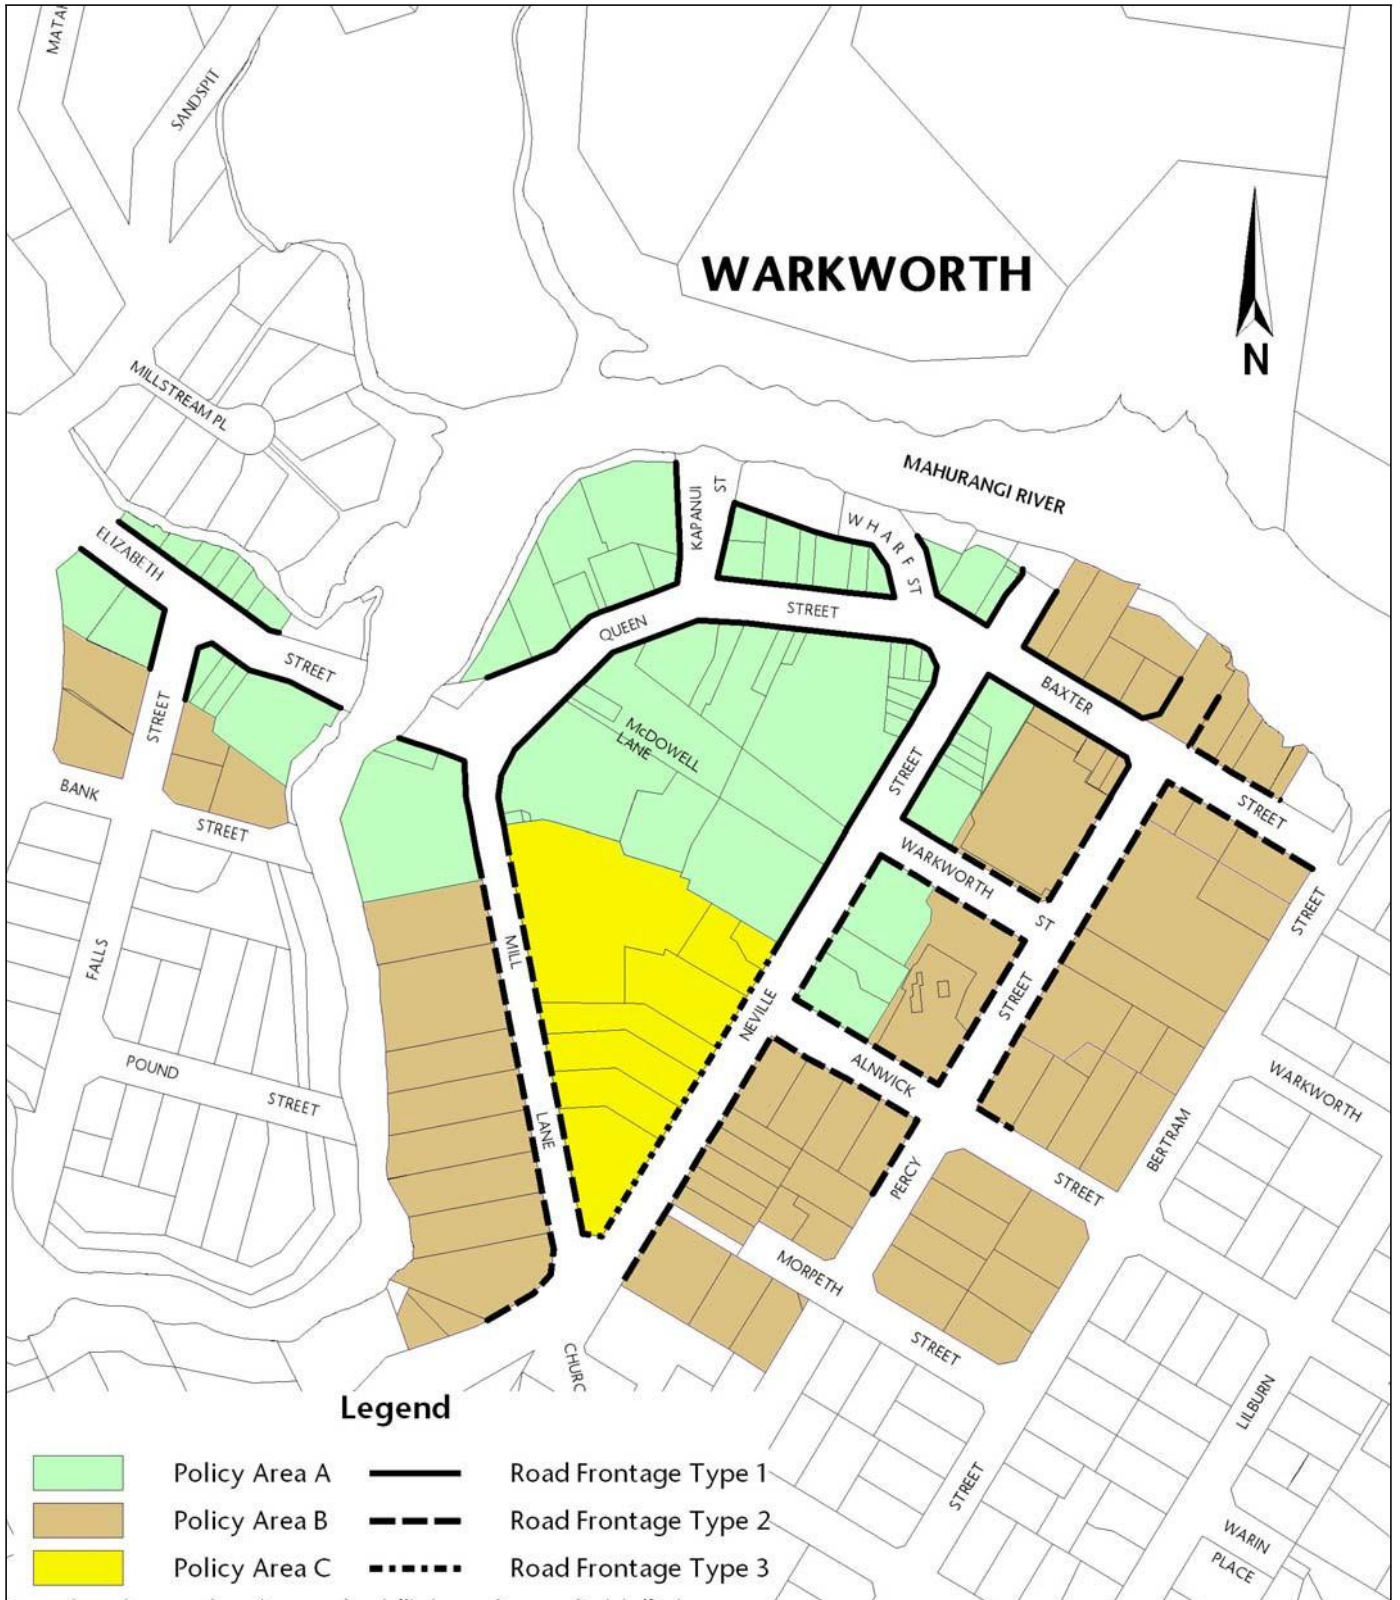 MATAK
SANDSPIT
WARKWORTH
N
MILLSTREAM PL
MAHURANGI RIVER
KAPANUI
ST
WHARF ST
ELIZABETH
STREET
QUEEN
STREET
STREET
BAXTER
STREET
McDOWELL
LANE
STREET
BANK
STREET
STREET
WARKWORTH
ST
STREET
FALLS
MILL
LANE
NEVILLE
STREET
ALNWICK
POUND
STREET
WARKWORTH
BERTRAM
PERCY
STREET
MORPETH
STREET
CHURC
LILBURN
STREET
WARIN
PLACE
Legend
Policy Area A
Road Frontage Type 1
Policy Area B
Road Frontage Type 2
Policy Area C
Road Frontage Type 3